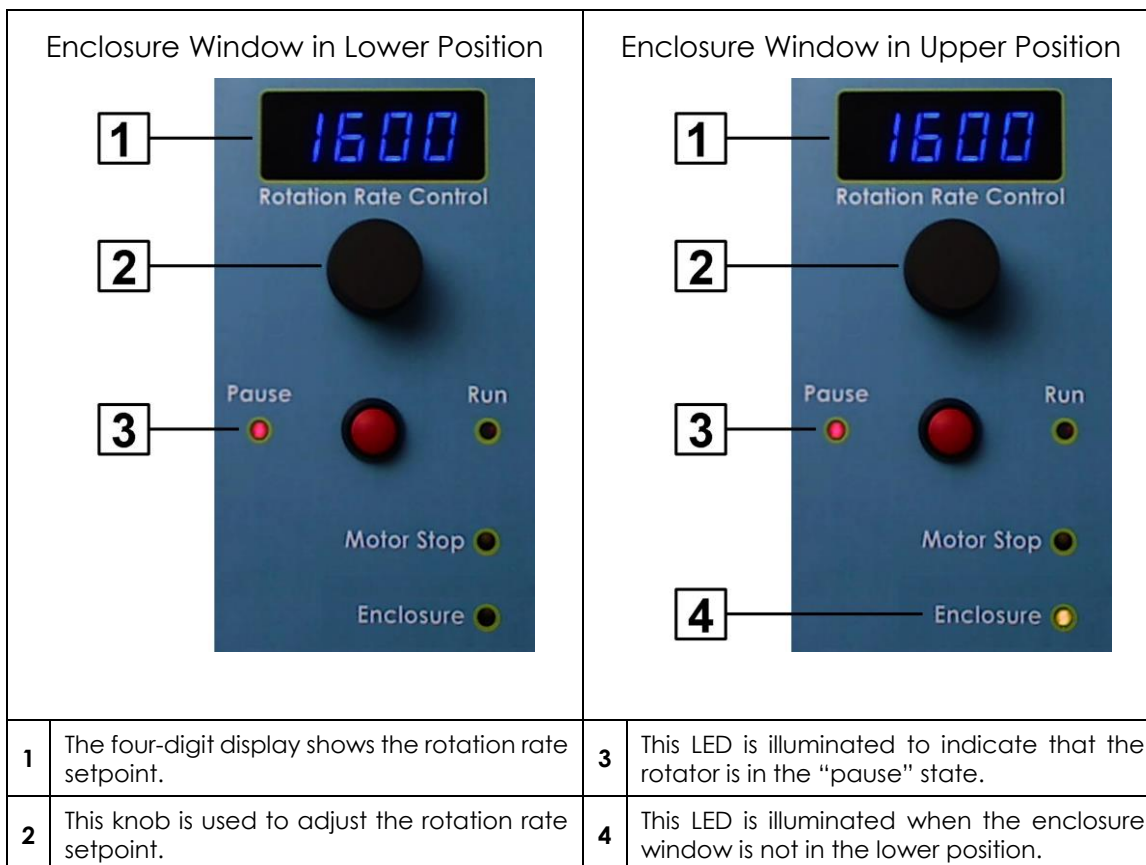 Enclosure Window in Lower Position
1
1600
Rotation Rate Control
2
Pause
Run
3
Motor Stop
Enclosure
Enclosure Window in Upper Position
1
1600
Rotation Rate Control
2
Pause
Run
3
Motor Stop
4
Enclosure
1
The four-digit display shows the rotation rate
setpoint.
3
This LED is illuminated to indicate that the
rotator is in the “pause” state.
2
This knob is used to adjust the rotation rate
setpoint.
4
This LED is illuminated when the enclosure
window is not in the lower position.